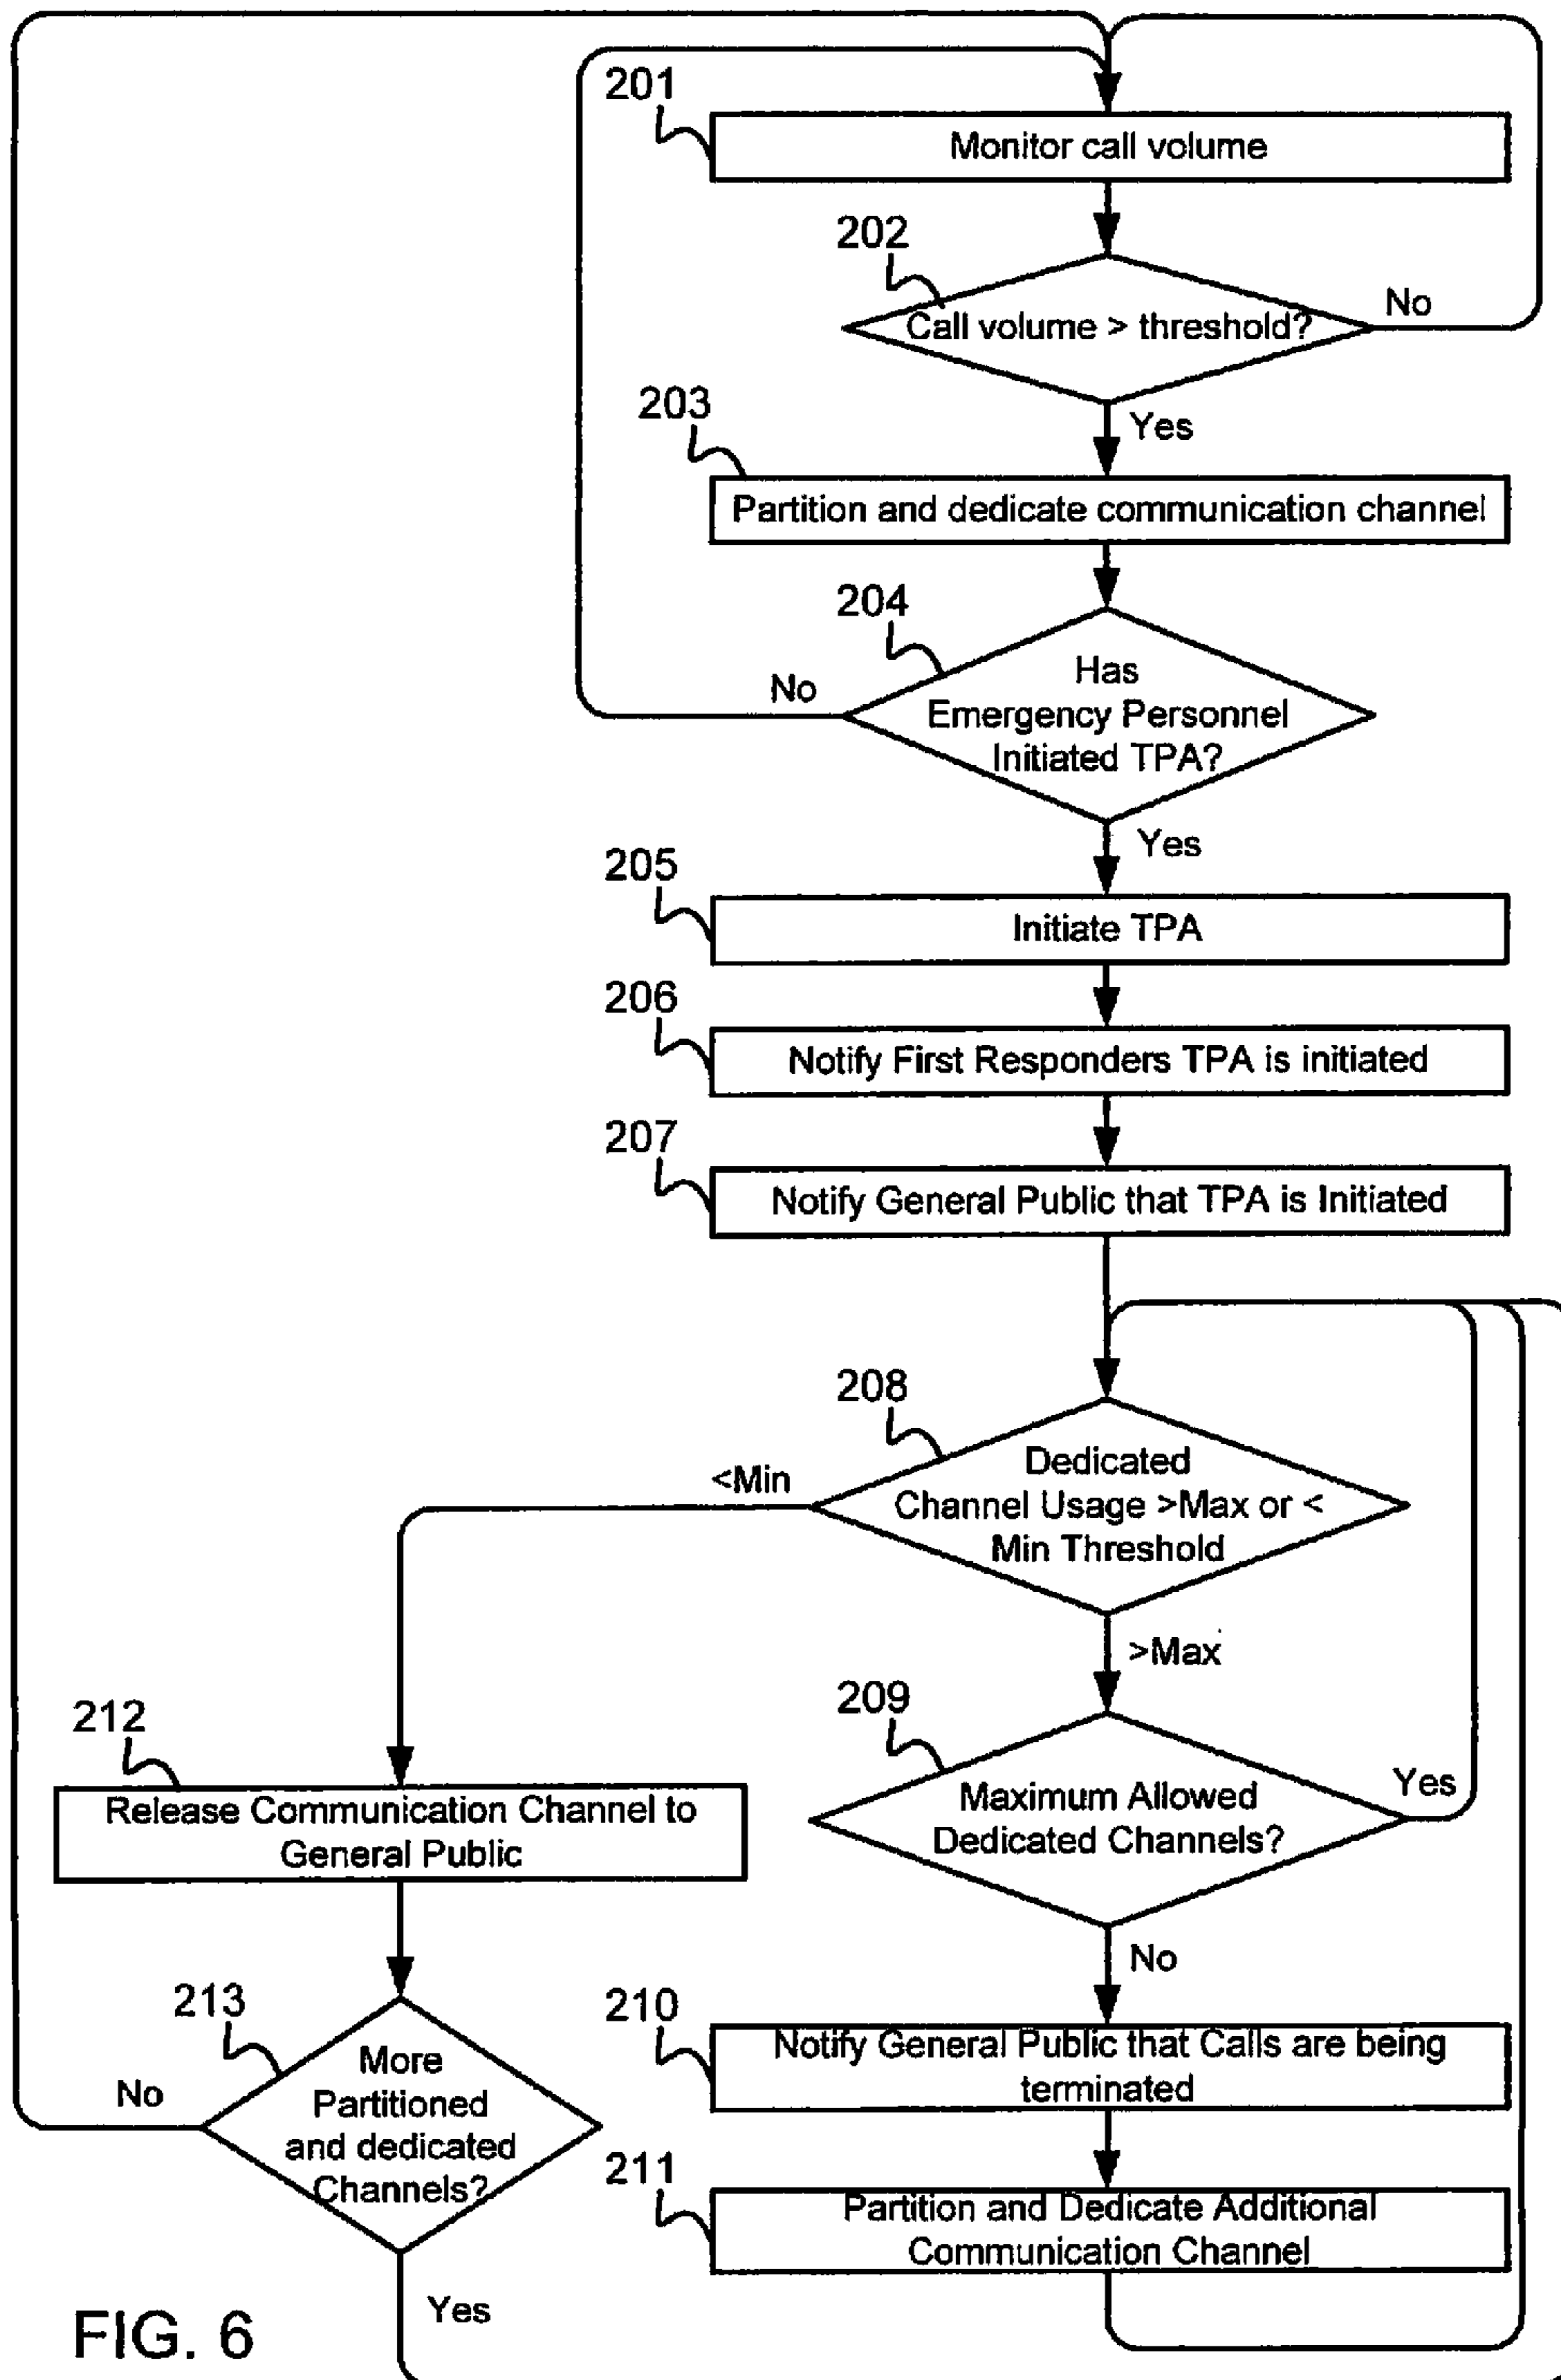 201
Monitor call volume
202
Call volume > threshold?
No
Yes
203
Partition and dedicate communication channel
204
Has
Emergency Personnel
Initiated TPA?
No
Yes
205
Initiate TPA
206
Notify First Responders TPA is initiated
207
Notify General Public that TPA is Initiated
208
Dedicated
Channel Usage >Max or <
Min Threshold
<Min
>Max
209
Maximum Allowed
Dedicated Channels?
Yes
No
212
Release Communication Channel to
General Public
213
More
Partitioned
and dedicated
Channels?
No
Yes
210
Notify General Public that Calls are being
terminated
211
Partition and Dedicate Additional
Communication Channel
FIG. 6